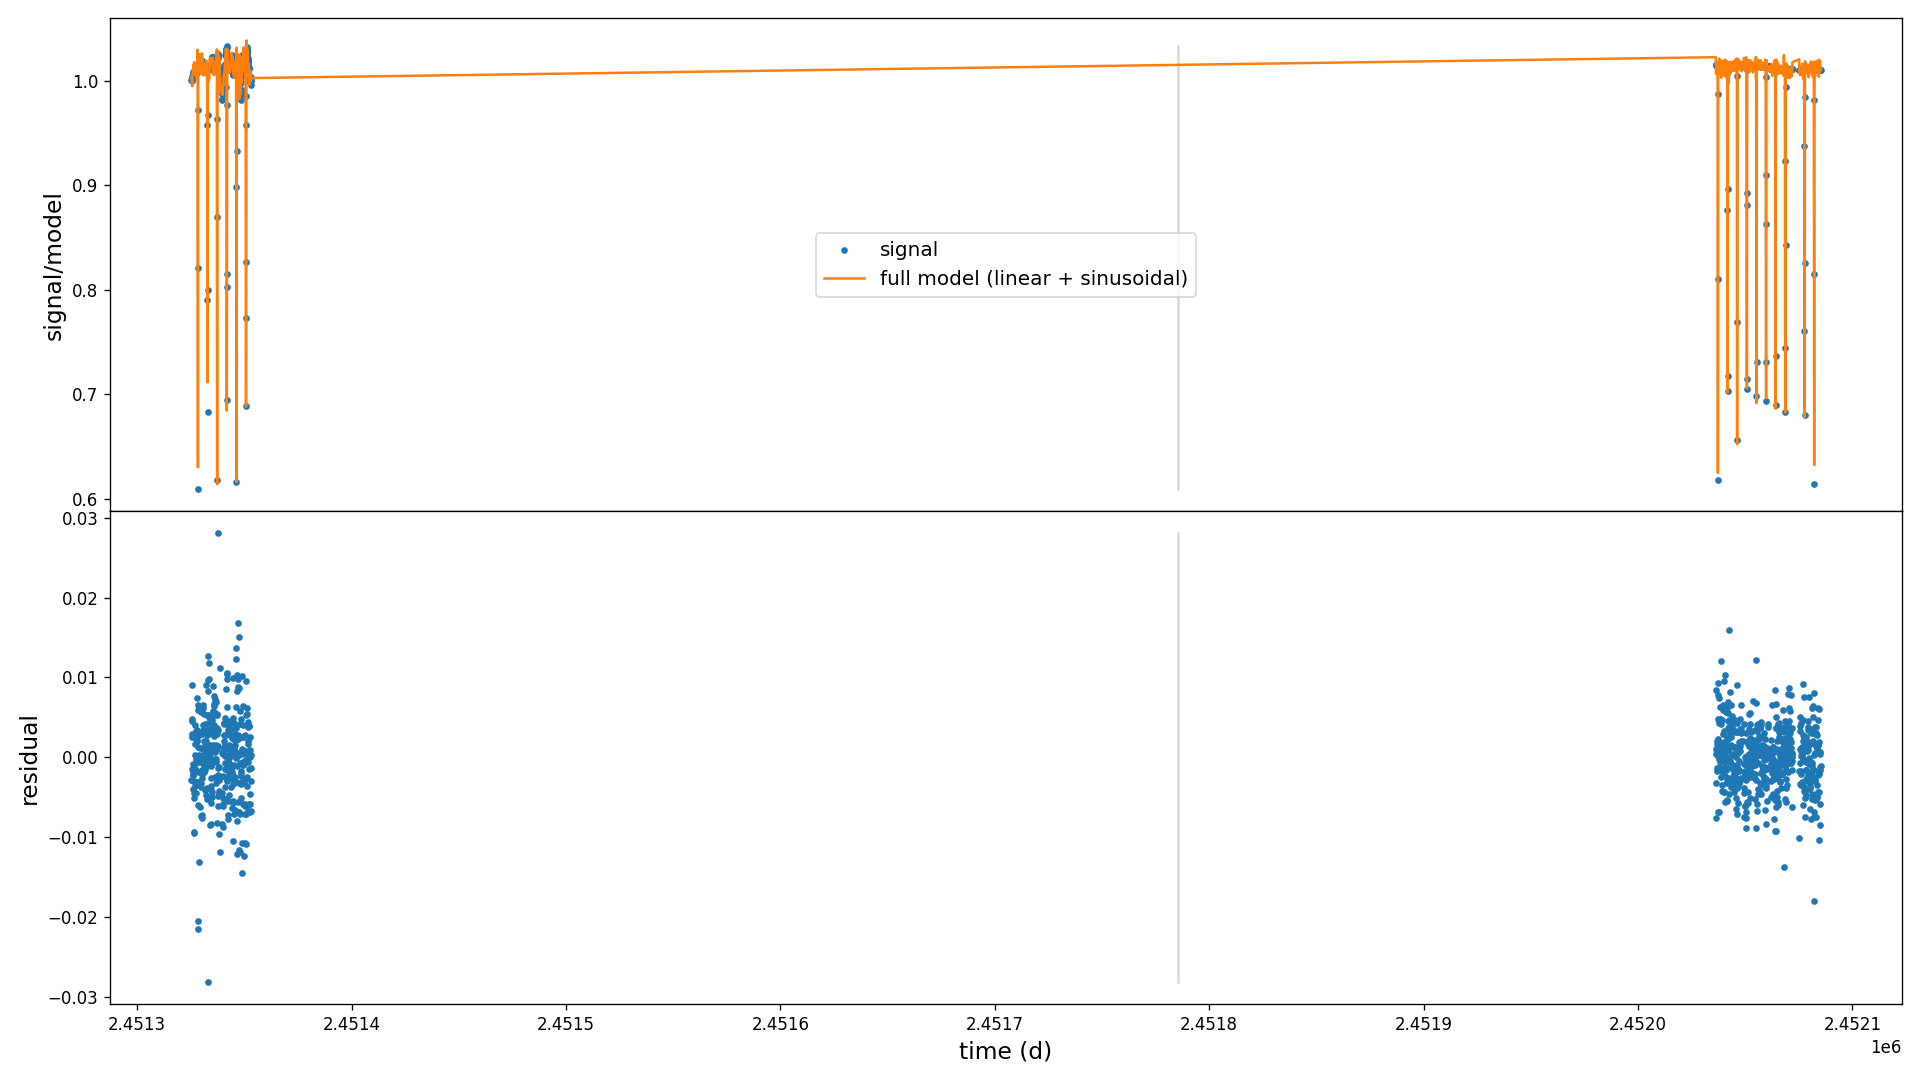 signal/model
1.0
0.9
0.8
0.7
0.6
signal
full model (linear + sinusoidal)
residual
0.03
0.02
0.01
0.00
−0.01
−0.02
−0.03
2.4513 2.4514 2.4515 2.4516 2.4517 2.4518 2.4519 2.4520 2.4521
1e6
time (d)